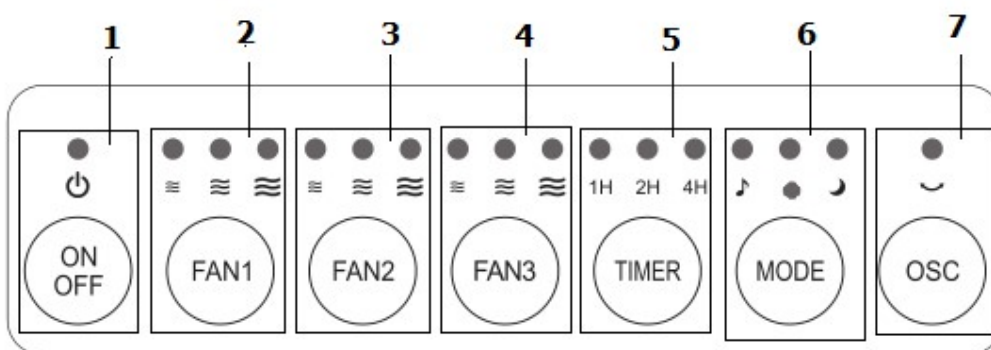 1 2 3 4 5 6 7
1H 2H 4H
ON
OFF
FAN1 FAN2 FAN3 TIMER MODE OSC